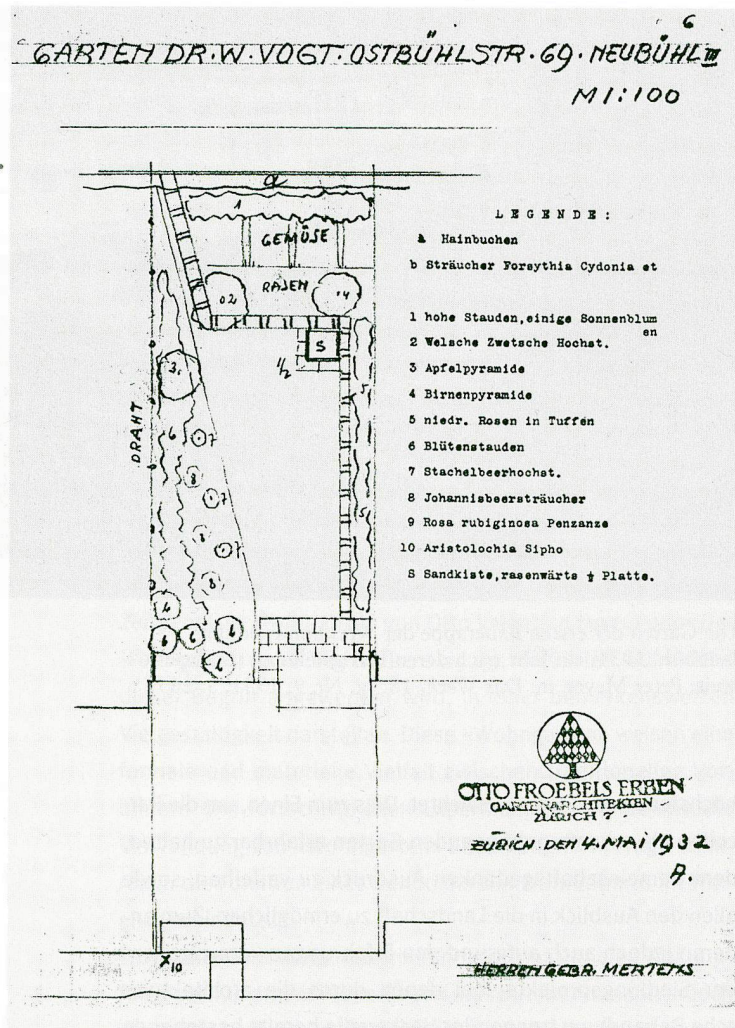 6
GARTEN DR. W. VOGT. OSTBÜHLSTR. 69. NEUBÜHL III
M 1:100
a
1
GEMÜSE
RASEN
2
4
S
1/2
3
5
DRAHT
6
7
8
7
8
7
5
8
9
LEGENDE:
a Hainbuchen
b Sträucher Forsythia Cydonia et
1 hohe Stauden, einige Sonnenblum
en
2 Welsche Zwetsche Hochst.
3 Apfelpyramide
4 Birnenpyramide
5 niedr. Rosen in Tuffen
6 Blütenstauden
7 Stachelbeerhochst.
8 Johannisbeersträucher
9 Rosa rubiginosa Penzanze
10 Aristolochia Sipho
S Sandkiste, rasenwärts ½ Platte.
OTTO FROEBELS ERBEN
GARTENARCHITEKTEN
ZÜRICH 7
ZÜRICH DEN 4. MAI 1932
A.
X10
HERREN GEBR. MERTENS